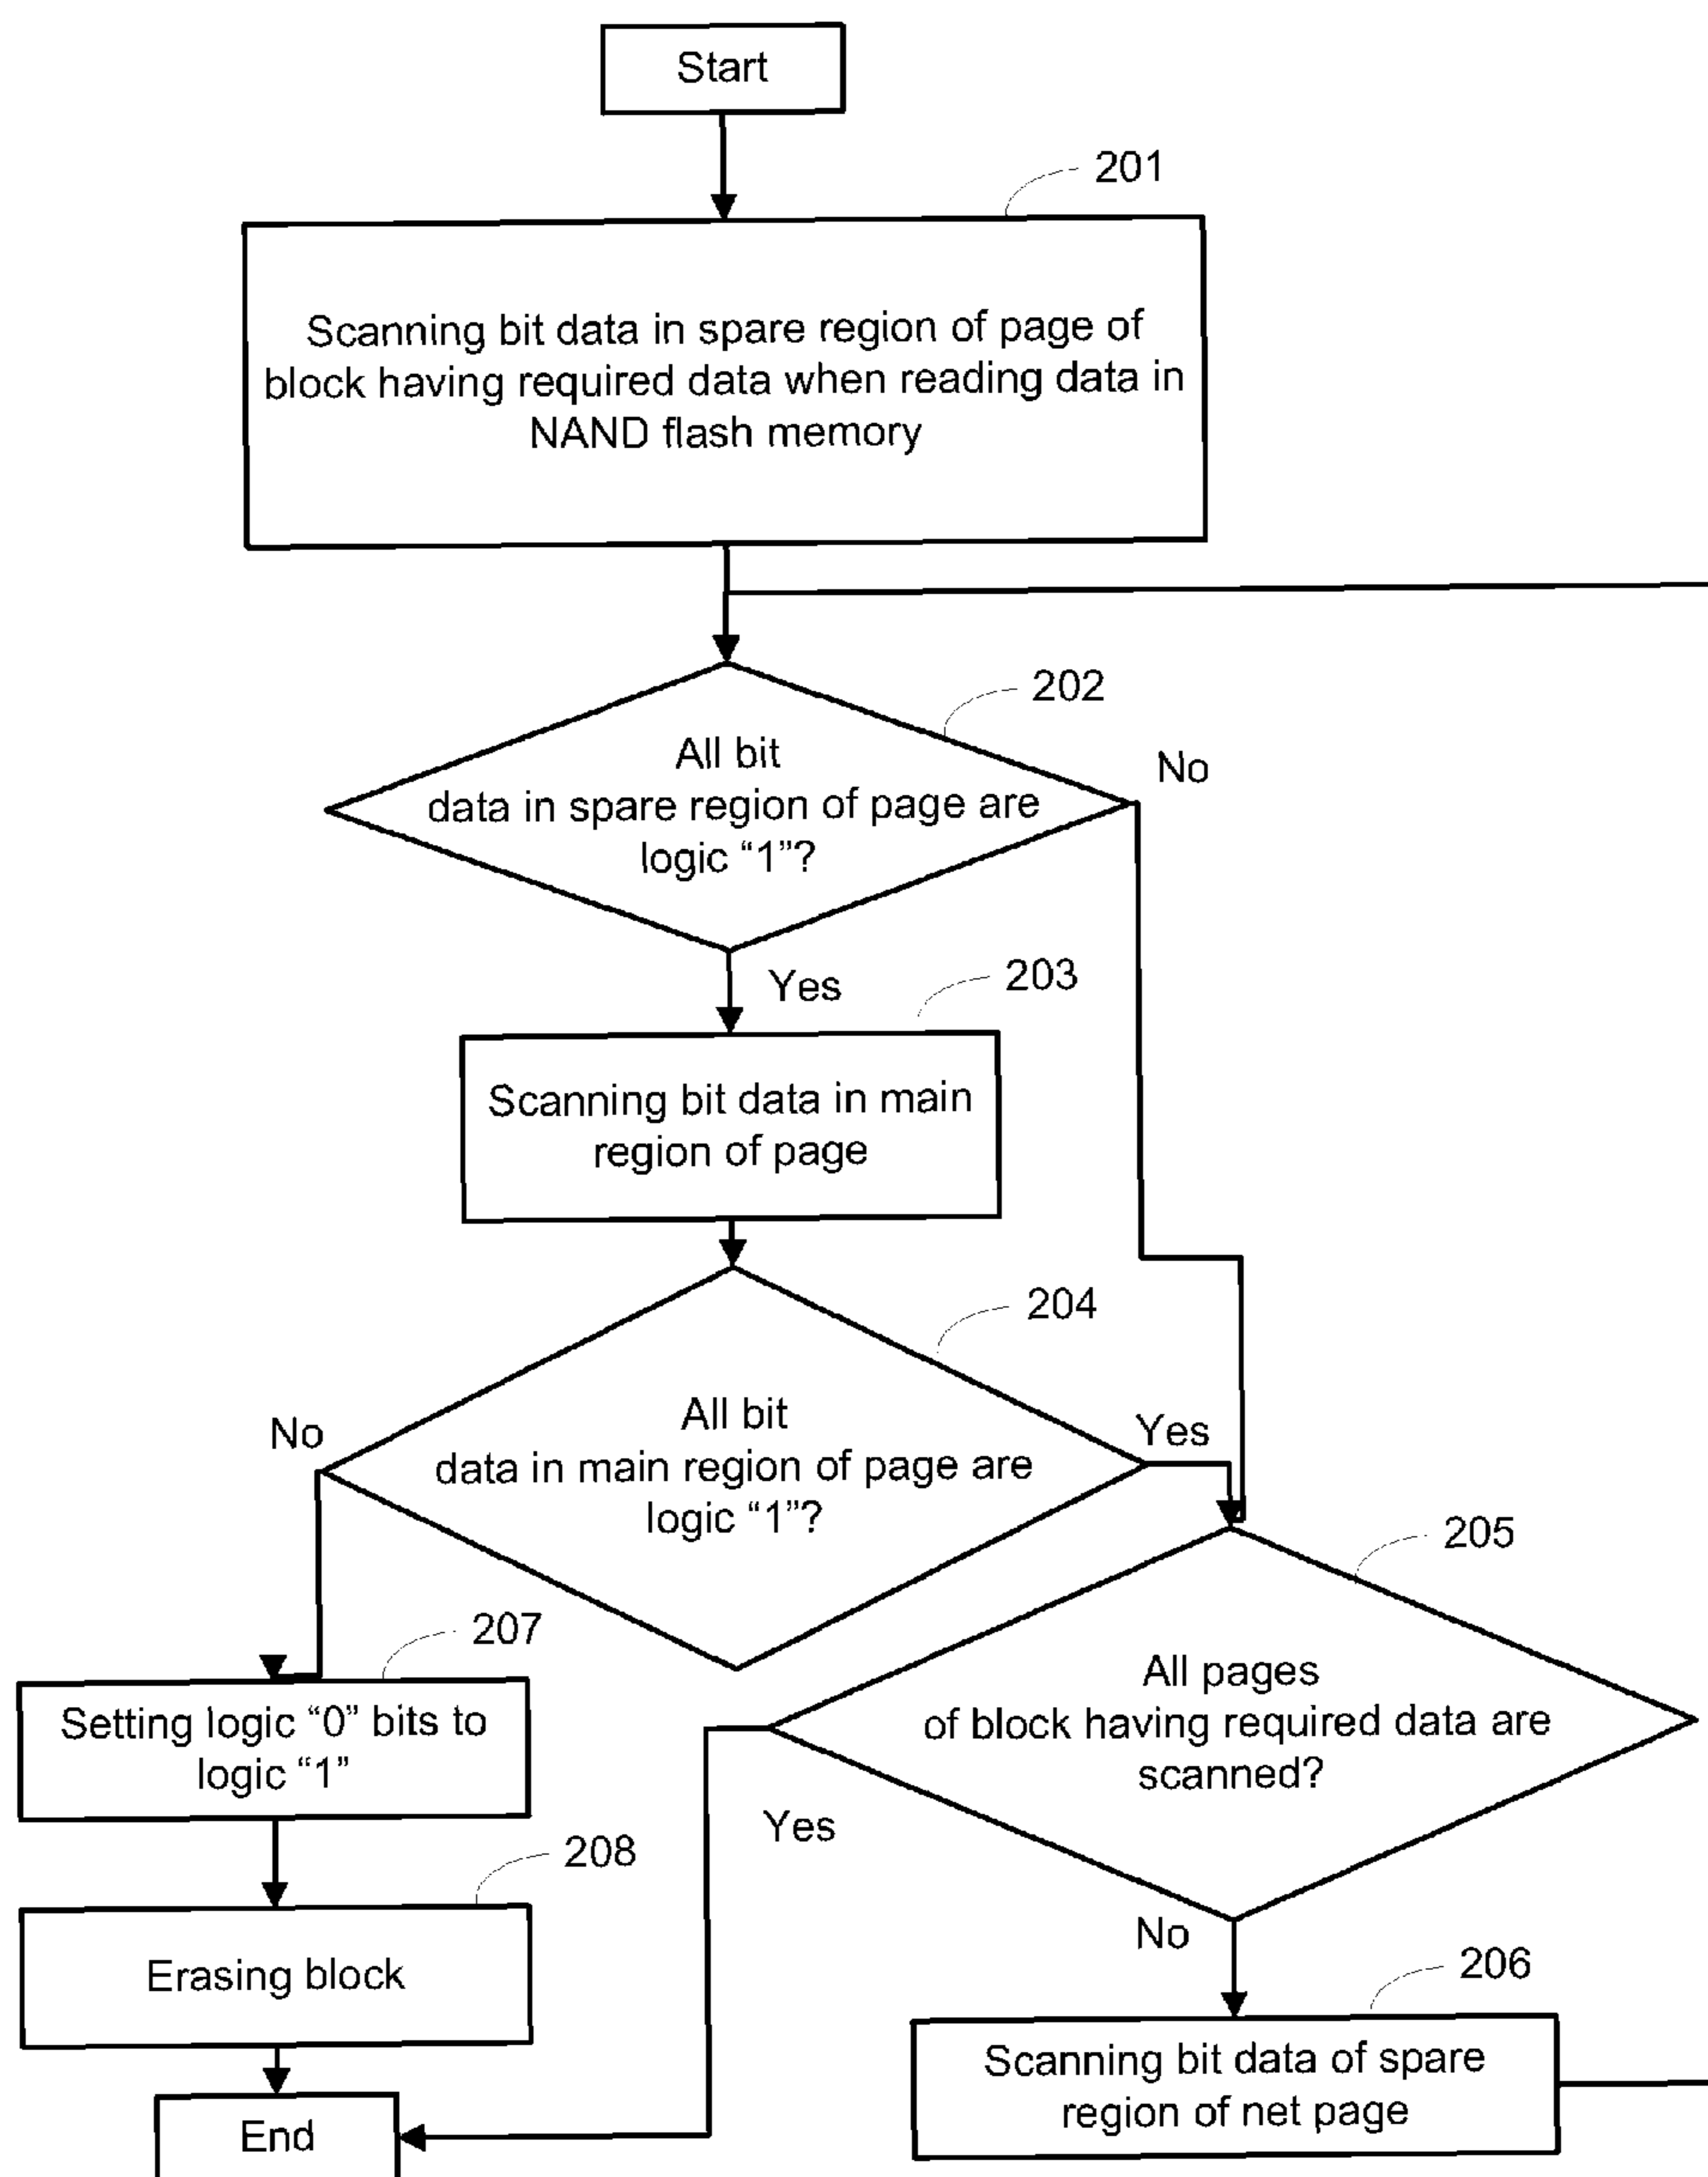 Start
201
Scanning bit data in spare region of page of
block having required data when reading data in
NAND flash memory
202
All bit
data in spare region of page are
logic “1”?
No
Yes
203
Scanning bit data in main
region of page
204
All bit
data in main region of page are
logic “1”?
No
Yes
205
All pages
of block having required data are
scanned?
207
Setting logic “0” bits to
logic “1”
Yes
208
Erasing block
No
206
Scanning bit data of spare
region of net page
End